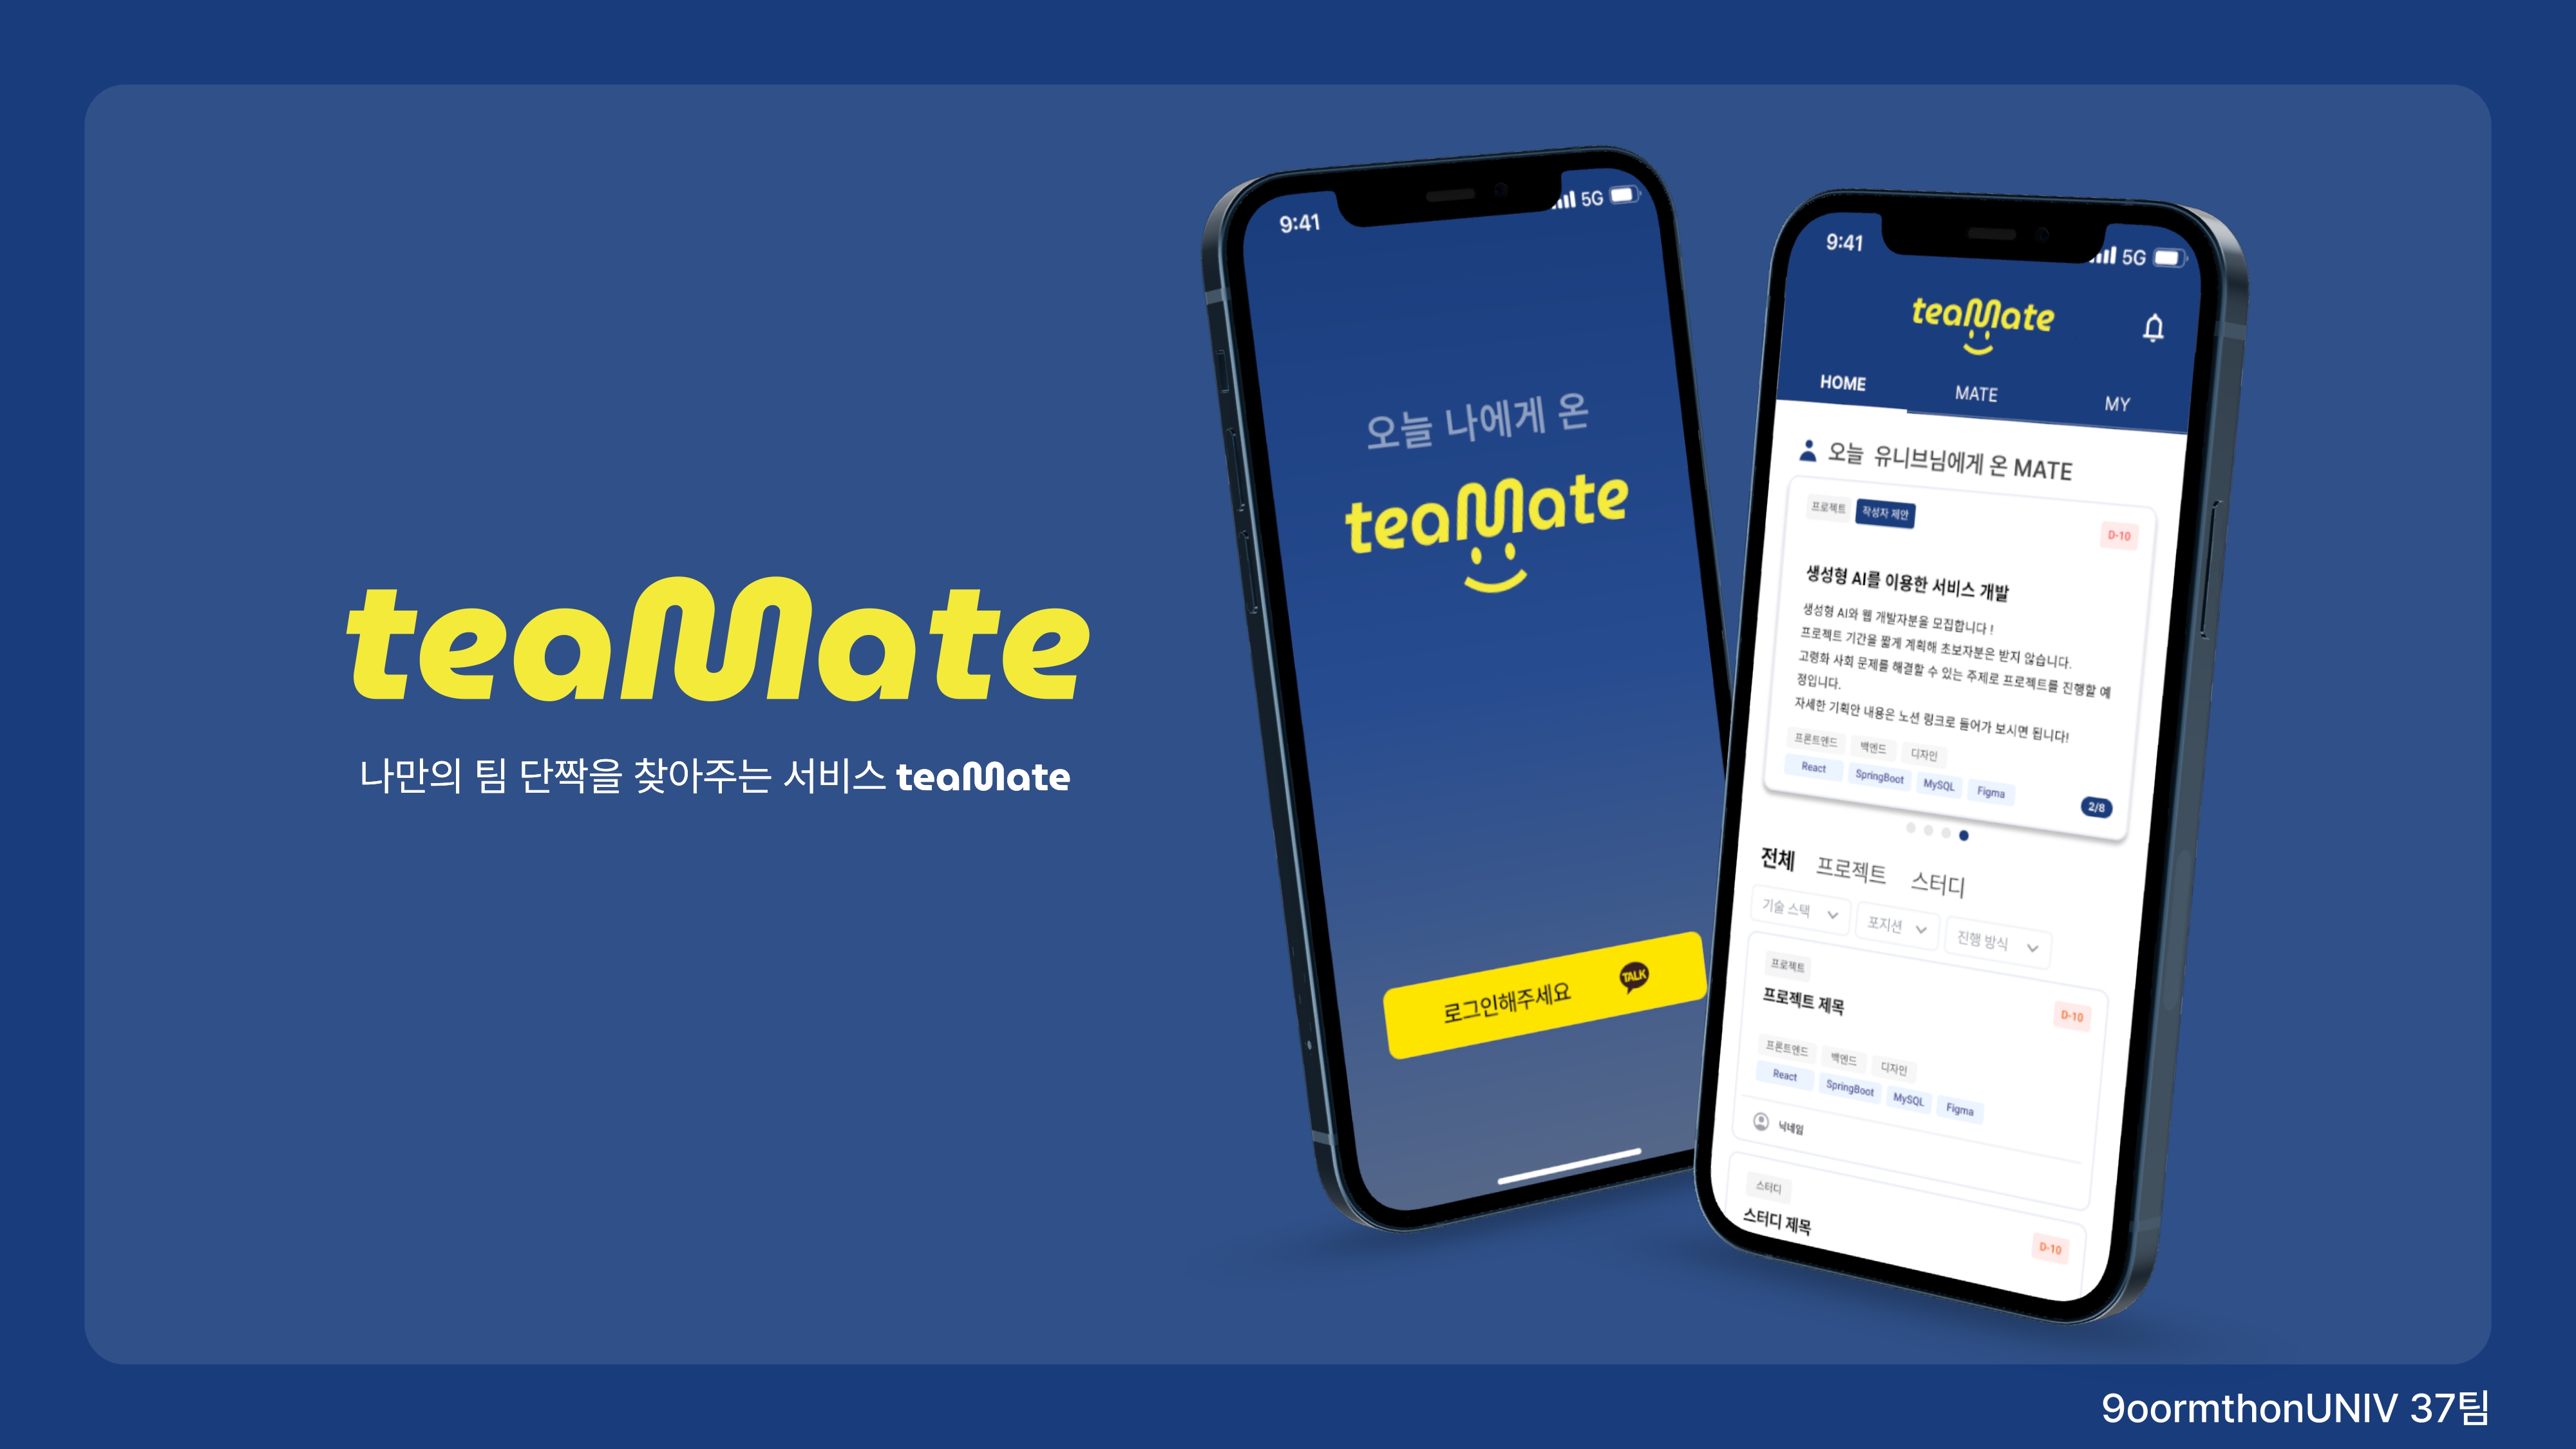 teaMate
나만의 팀 단짝을 찾아주는 서비스 teaMate
9:41
5G
오늘 나에게 온
teaMate
로그인해주세요
TALK
9:41
5G
teaMate
HOME MATE MY
오늘 유니브님에게 온 MATE
프로젝트 작성자 제안
D-10
생성형 AI를 이용한 서비스 개발
생성형 AI와 웹 개발자분을 모집합니다 !
프로젝트 기간을 짧게 계획해 초보자분은 받지 않습니다.
고령화 사회 문제를 해결할 수 있는 주제로 프로젝트를 진행할 예
정입니다.
자세한 기획안 내용은 노션 링크로 들어가 보시면 됩니다!
프론트엔드 백엔드 디자인
React SpringBoot MySQL Figma
2/8
전체 프로젝트 스터디
기술 스택 포지션 진행 방식
프로젝트
프로젝트 제목
D-10
프론트엔드 백엔드 디자인
React SpringBoot MySQL Figma
닉네임
스터디
스터디 제목
D-10
9oormthonUNIV 37팀